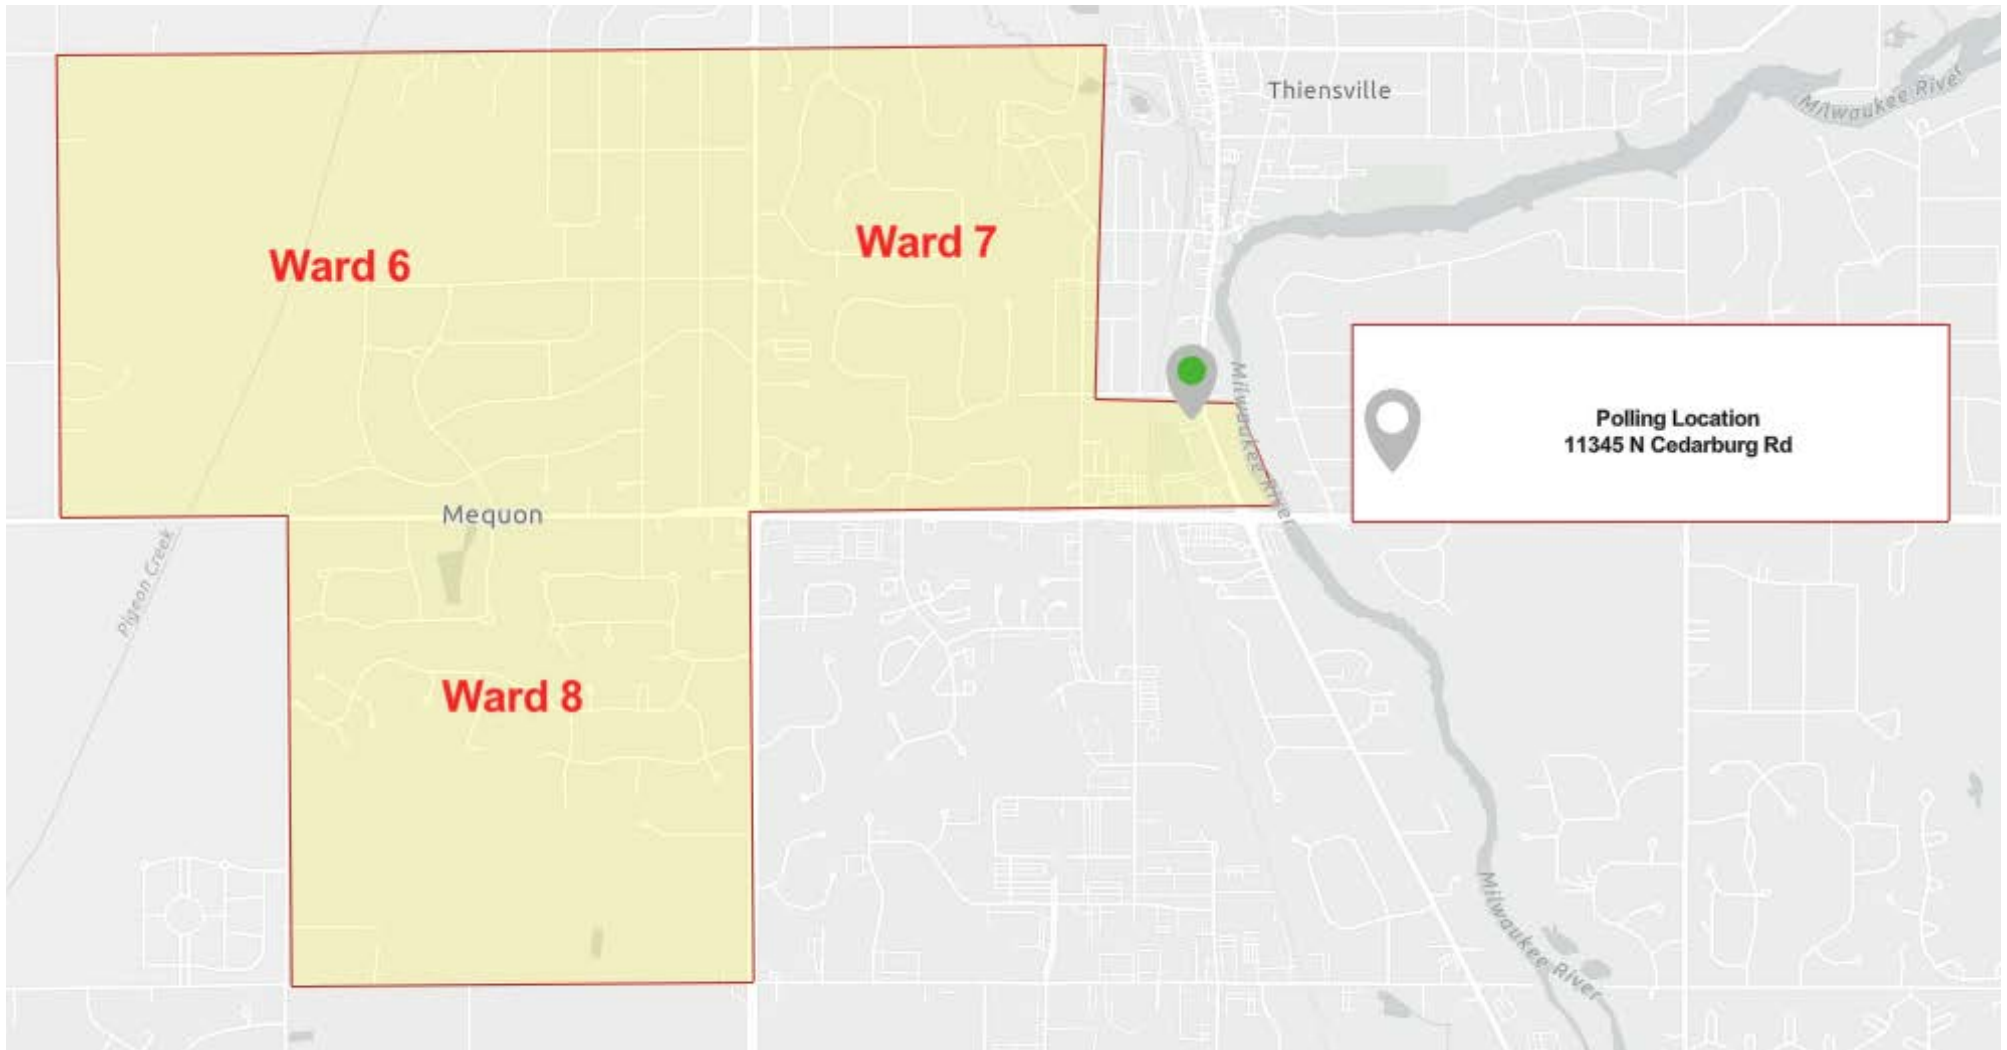 Thiensville
Milwaukee River
Ward 7
Ward 6
Milwaukee River
Polling Location
11345 N Cedarburg Rd
Mequon
Pigeon Creek
Ward 8
Milwaukee River